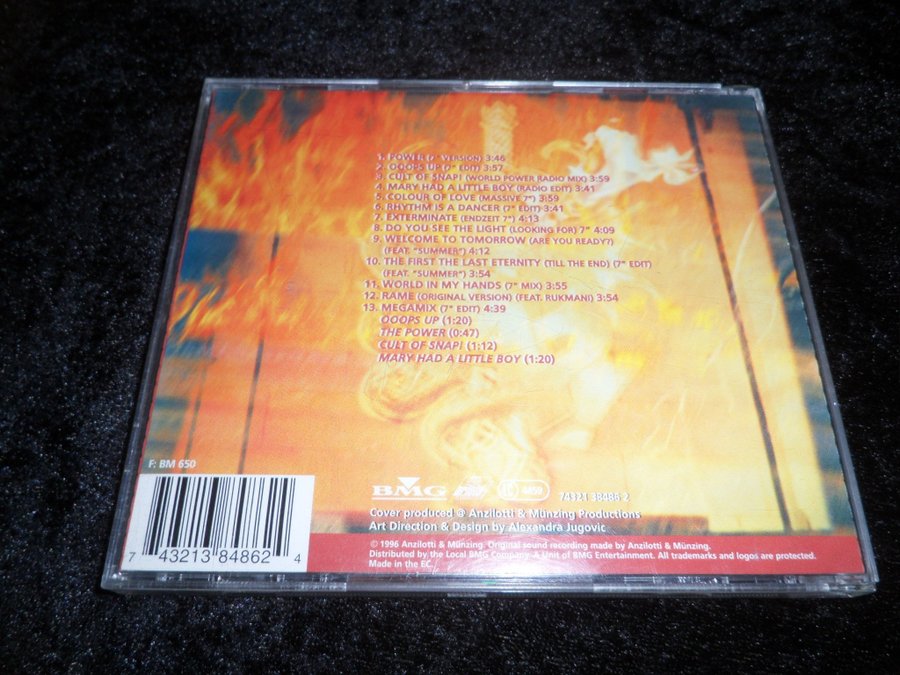 1. POWER (7" VERSION) 3:46
2. OOOPS UP (7" EDIT) 3:57
3. CULT OF SNAP! (WORLD POWER RADIO MIX) 3:59
4. MARY HAD A LITTLE BOY (RADIO EDIT) 3:41
5. COLOUR OF LOVE (MASSIVE 7") 3:59
6. RHYTHM IS A DANCER (7" EDIT) 3:41
7. EXTERMINATE (ENDZEIT 7") 4:13
8. DO YOU SEE THE LIGHT (LOOKING FOR) 7" 4:09
9. WELCOME TO TOMORROW (ARE YOU READY?)
(FEAT. "SUMMER") 4:12
10. THE FIRST THE LAST ETERNITY (TILL THE END) (7" EDIT)
(FEAT. "SUMMER") 3:54
11. WORLD IN MY HANDS (7" MIX) 3:55
12. RAME (ORIGINAL VERSION) (FEAT. RUKMANI) 3:54
13. MEGAMIX (7" EDIT) 4:39
OOOPS UP (1:20)
THE POWER (0:47)
CULT OF SNAP! (1:12)
MARY HAD A LITTLE BOY (1:20)
F: BM 650
BMG LC 4459 74321 38486 2
Cover produced @ Anzilotti & Münzing Productions
Art Direction & Design by Alexandra Jugovic
© 1996 Anzilotti & Münzing. Original sound recording made by Anzilotti & Münzing.
Distributed by the Local BMG Company. A Unit of BMG Entertainment. All trademarks and logos are protected.
Made in the EC.
7 43213 84862 4